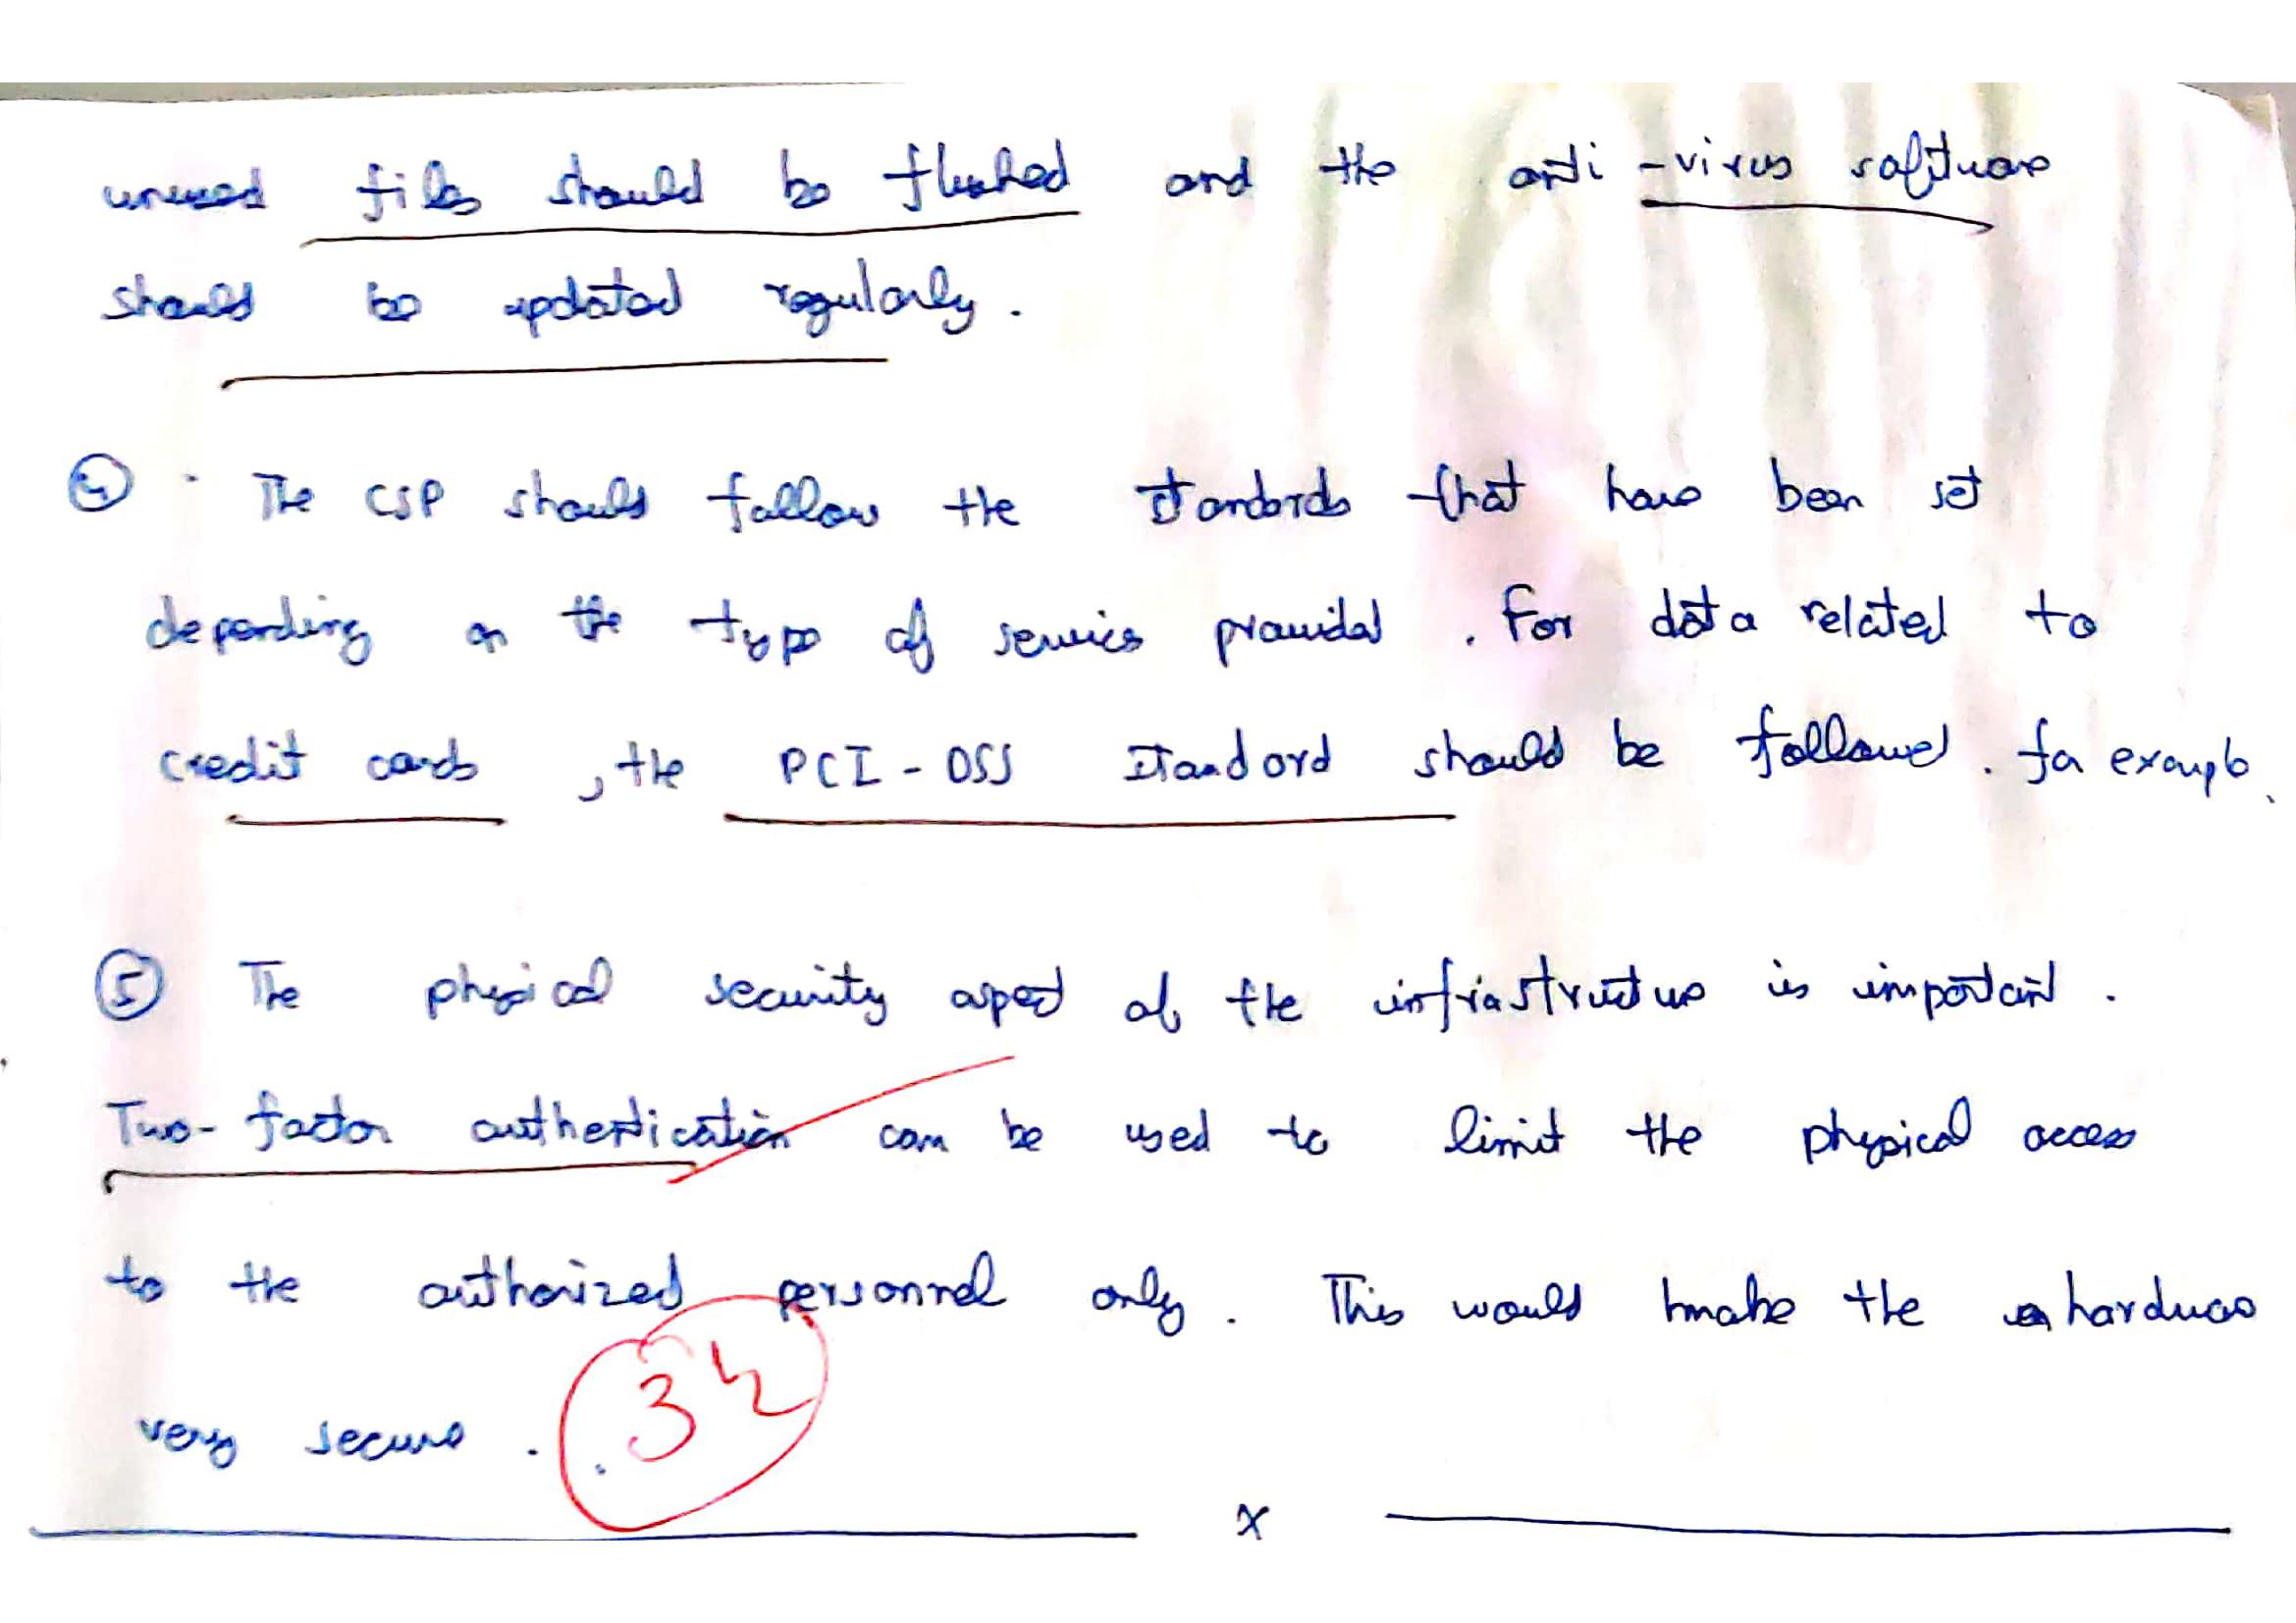 unused files should be flushed and the anti-virus software
should be updated regularly.
④ The CSP should follow the standards that have been set
depending on the type of service provided. For data related to
credit cards, the PCI-DSS standard should be followed. for example.
⑤ The physical security aspect of the infrastructure is important.
Two-factor authentication can be used to limit the physical access
to the authorized personnel only. This would make the hardware
very secure.
x